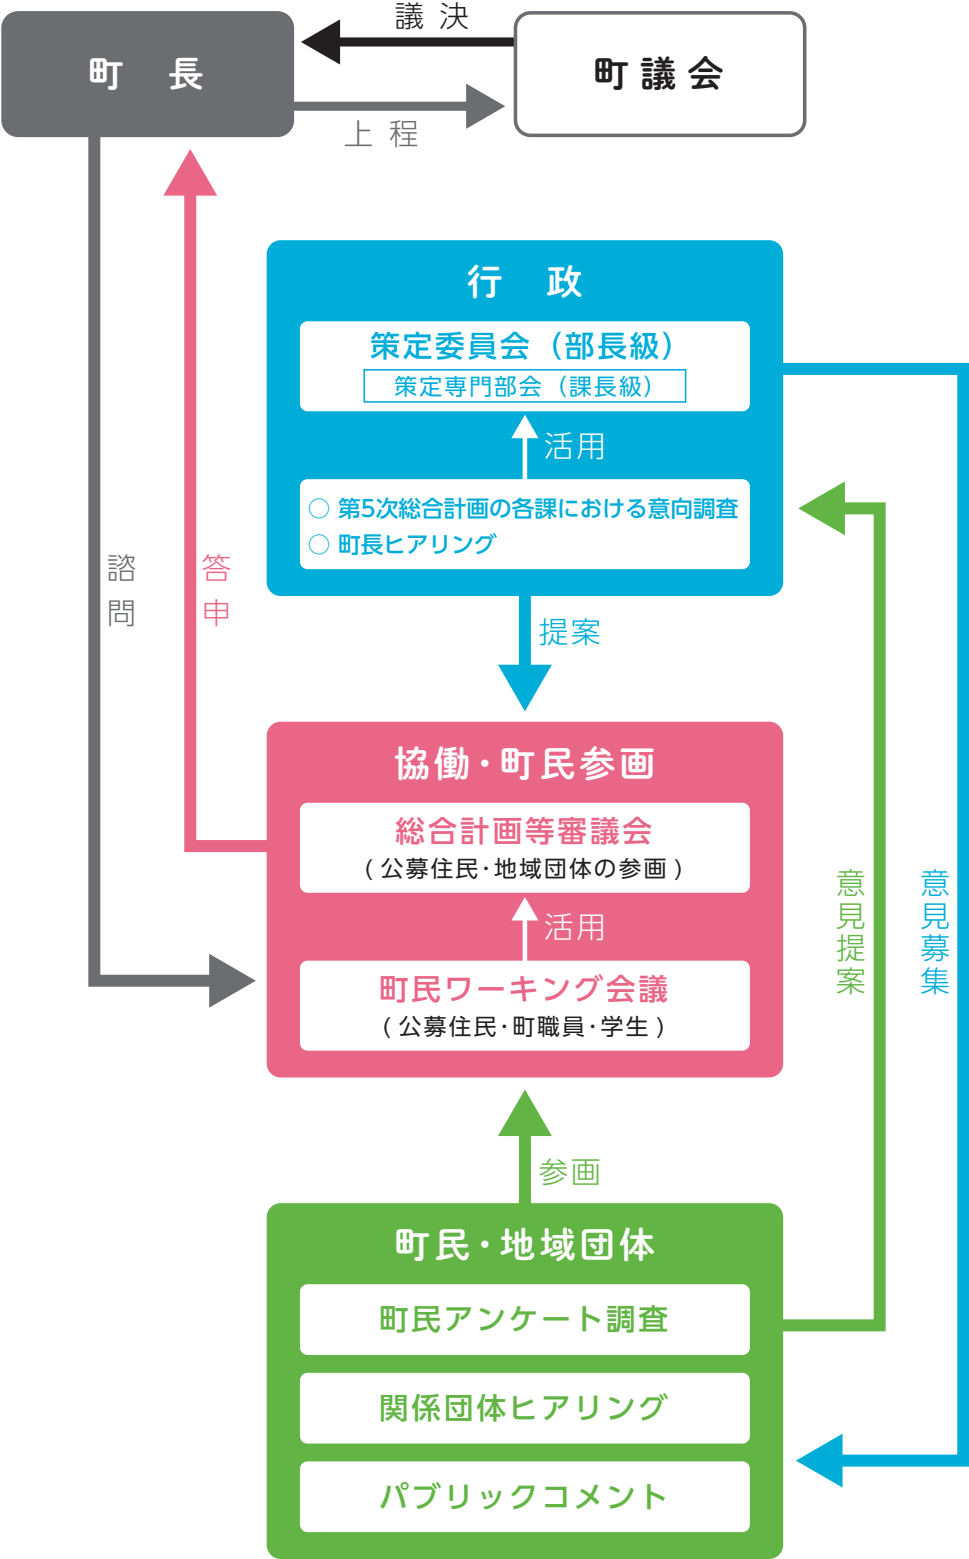 議決
町 長
町議会
上程
行 政
策定委員会（部長級）
策定専門部会（課長級）
活用
○ 第5次総合計画の各課における意向調査
○ 町長ヒアリング
諮問
答申
提案
協働・町民参画
総合計画等審議会
(公募住民・地域団体の参画)
活用
町民ワーキング会議
(公募住民・町職員・学生)
意見提案
意見募集
参画
町民・地域団体
町民アンケート調査
関係団体ヒアリング
パブリックコメント